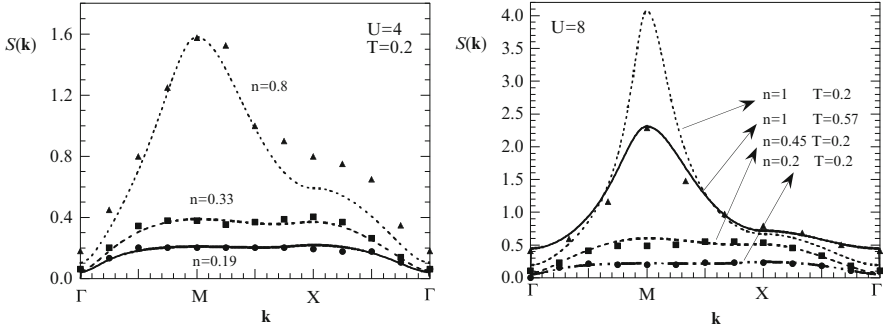 S(k)
1.6
1.2
0.8
0.4
0.0
U=4
T=0.2
n=0.8
n=0.33
n=0.19
Γ
M
X
Γ
k
S(k)
4.0
3.5
3.0
2.5
2.0
1.5
1.0
0.5
0.0
U=8
n=1 T=0.2
n=1 T=0.57
n=0.45 T=0.2
n=0.2 T=0.2
Γ
M
X
Γ
k